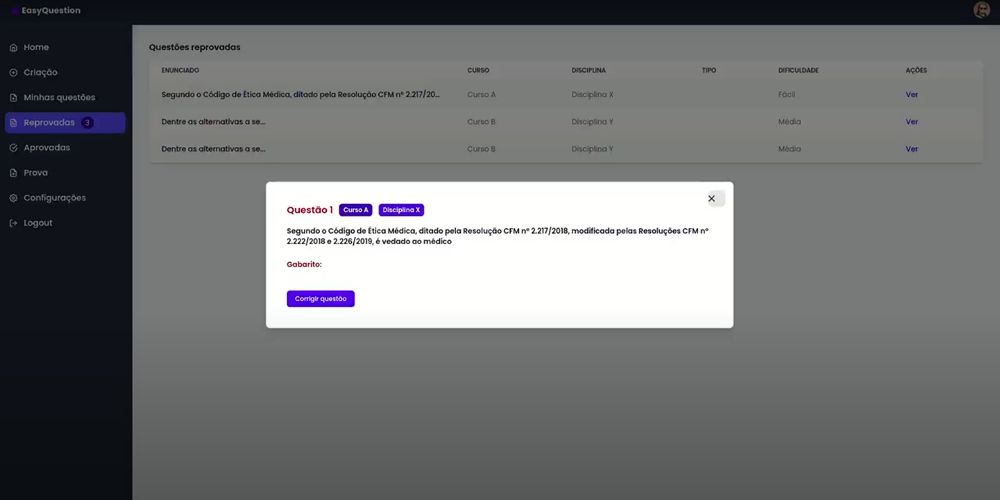 EasyQuestion
Home
Criação
Minhas questões
Reprovadas 3
Aprovadas
Prova
Configurações
Logout
Questões reprovadas
ENUNCIADO CURSO DISCIPLINA TIPO DIFICULDADE AÇÕES
Segundo o Código de Ética Médica, ditado pela Resolução CFM nº 2.217/20... Curso A Disciplina X Fácil Ver
Dentre as alternativas a se... Curso B Disciplina Y Média Ver
Dentre as alternativas a se... Curso B Disciplina Y Média Ver
Questão 1 Curso A Disciplina X
Segundo o Código de Ética Médica, ditado pela Resolução CFM nº 2.217/2018, modificada pelas Resoluções CFM nº
2.222/2018 e 2.226/2019, é vedado ao médico
Gabarito:
Corrigir questão